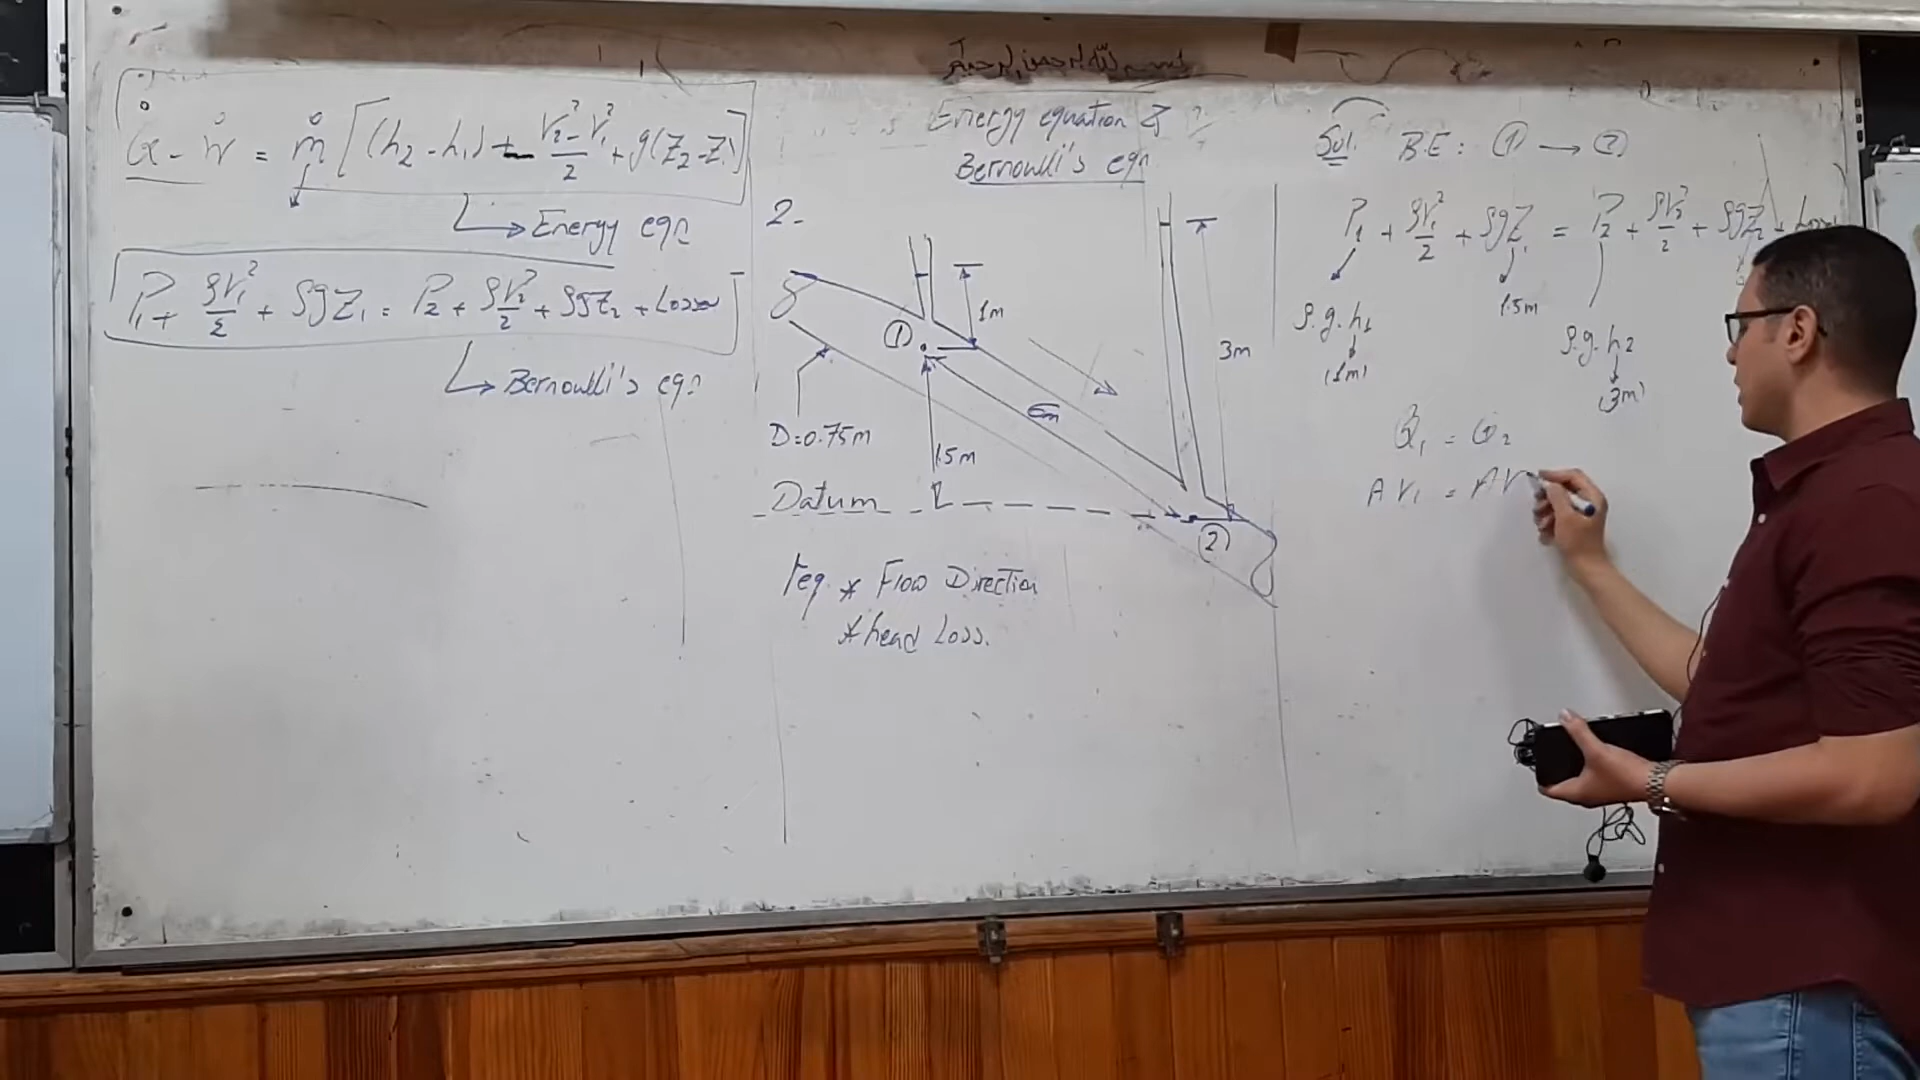 بسم الله الرحمن الرحيم
Energy equation &
Bernoulli's eqn
Q̇ - Ẇ = ṁ [(h2 - h1) + V2² - V1² / 2 + g(Z2 - Z1)]
↳ Energy eqn
P1 + ρV1²/2 + ρgZ1 = P2 + ρV2²/2 + ρgZ2 + Losses
↳ Bernoulli's eqn
2-
1m
①
3m
6m
D=0.75m
1.5m
Datum
②
req. * Flow Direction
* head Loss.
Sol. B.E: ① → ②
P1 + ρV1²/2 + ρgZ1 = P2 + ρV2²/2 + ρgZ2 + Loss
ρ.g.h1
(1m)
1.5m
ρ.g.h2
(3m)
Q1 = Q2
AV1 = AV